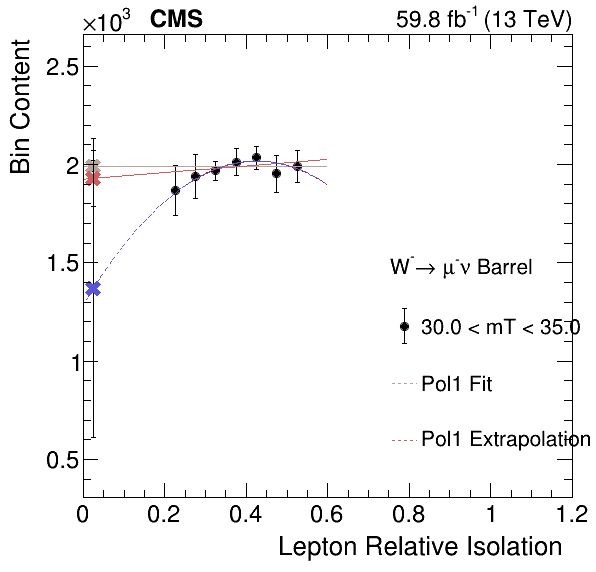 ×10³ CMS 59.8 fb⁻¹ (13 TeV)
Bin Content
2.5
2
1.5
1
0.5
W⁻→ μ⁻ν Barrel
30.0 < mT < 35.0
Pol1 Fit
Pol1 Extrapolation
0 0.2 0.4 0.6 0.8 1 1.2
Lepton Relative Isolation